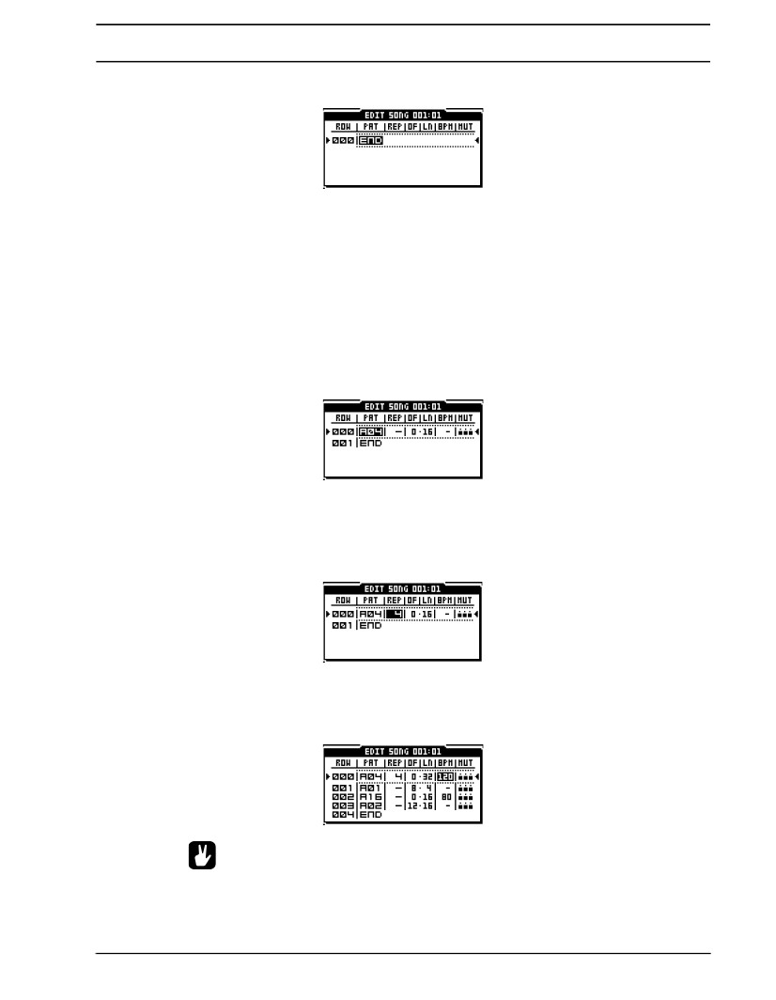 EDIT SONG 001:01
ROW PAT REP OF LN BPM MUT
000 END
EDIT SONG 001:01
ROW PAT REP OF LN BPM MUT
000 A04 – 0·16 -
001 END
EDIT SONG 001:01
ROW PAT REP OF LN BPM MUT
000 A04 4 0·16 -
001 END
EDIT SONG 001:01
ROW PAT REP OF LN BPM MUT
000 A04 4 0·32 120
001 A01 – 8·4 -
002 A16 – 0·16 80
003 A02 – 12·16 -
004 END